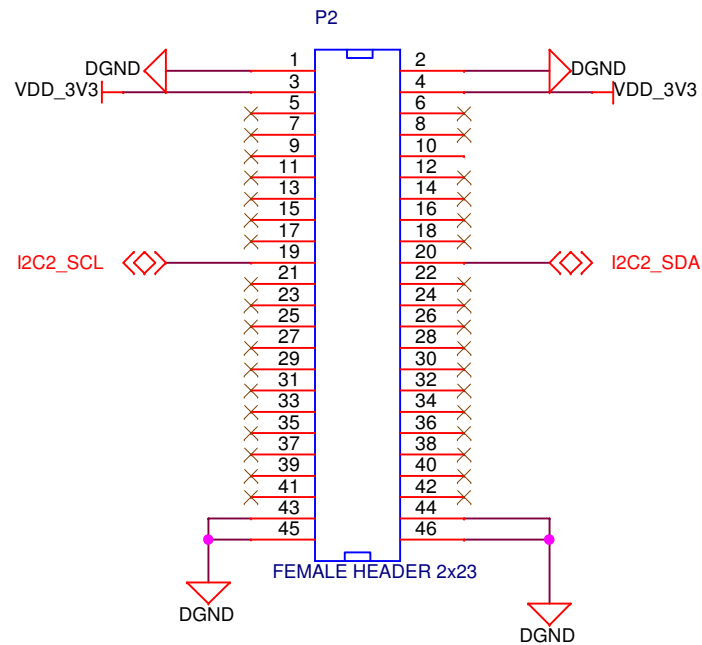 P2
DGND 1 2 DGND
VDD_3V3 3 4 VDD_3V3
5 6
7 8
9 10
11 12
13 14
15 16
17 18
I2C2_SCL 19 20 I2C2_SDA
21 22
23 24
25 26
27 28
29 30
31 32
33 34
35 36
37 38
39 40
41 42
43 44
45 46
FEMALE HEADER 2x23
DGND
DGND